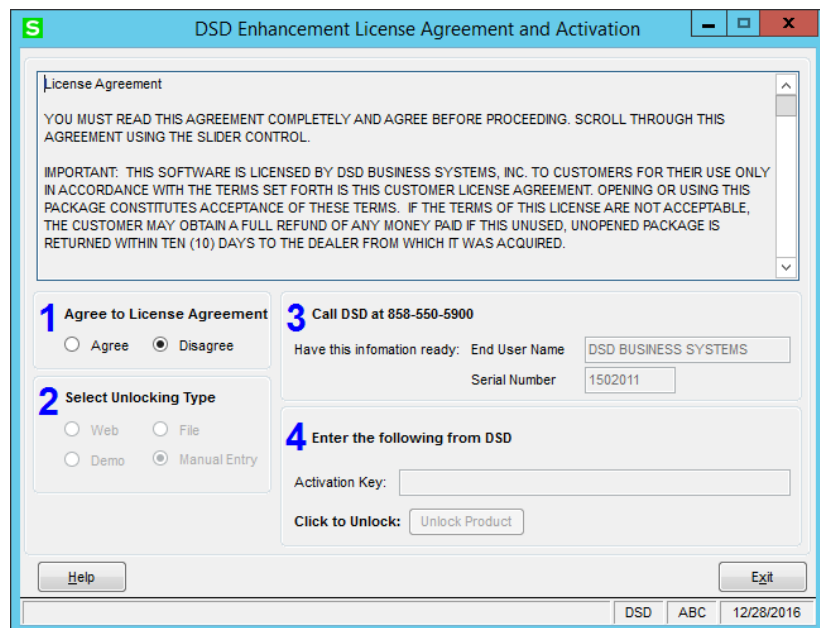 S
DSD Enhancement License Agreement and Activation
License Agreement
YOU MUST READ THIS AGREEMENT COMPLETELY AND AGREE BEFORE PROCEEDING. SCROLL THROUGH THIS
AGREEMENT USING THE SLIDER CONTROL.
IMPORTANT: THIS SOFTWARE IS LICENSED BY DSD BUSINESS SYSTEMS, INC. TO CUSTOMERS FOR THEIR USE ONLY
IN ACCORDANCE WITH THE TERMS SET FORTH IS THIS CUSTOMER LICENSE AGREEMENT. OPENING OR USING THIS
PACKAGE CONSTITUTES ACCEPTANCE OF THESE TERMS. IF THE TERMS OF THIS LICENSE ARE NOT ACCEPTABLE,
THE CUSTOMER MAY OBTAIN A FULL REFUND OF ANY MONEY PAID IF THIS UNUSED, UNOPENED PACKAGE IS
RETURNED WITHIN TEN (10) DAYS TO THE DEALER FROM WHICH IT WAS ACQUIRED.
1 Agree to License Agreement
Agree Disagree
2 Select Unlocking Type
Web File
Demo Manual Entry
3 Call DSD at 858-550-5900
Have this infomation ready: End User Name DSD BUSINESS SYSTEMS
Serial Number 1502011
4 Enter the following from DSD
Activation Key:
Click to Unlock: Unlock Product
Help Exit
DSD ABC 12/28/2016